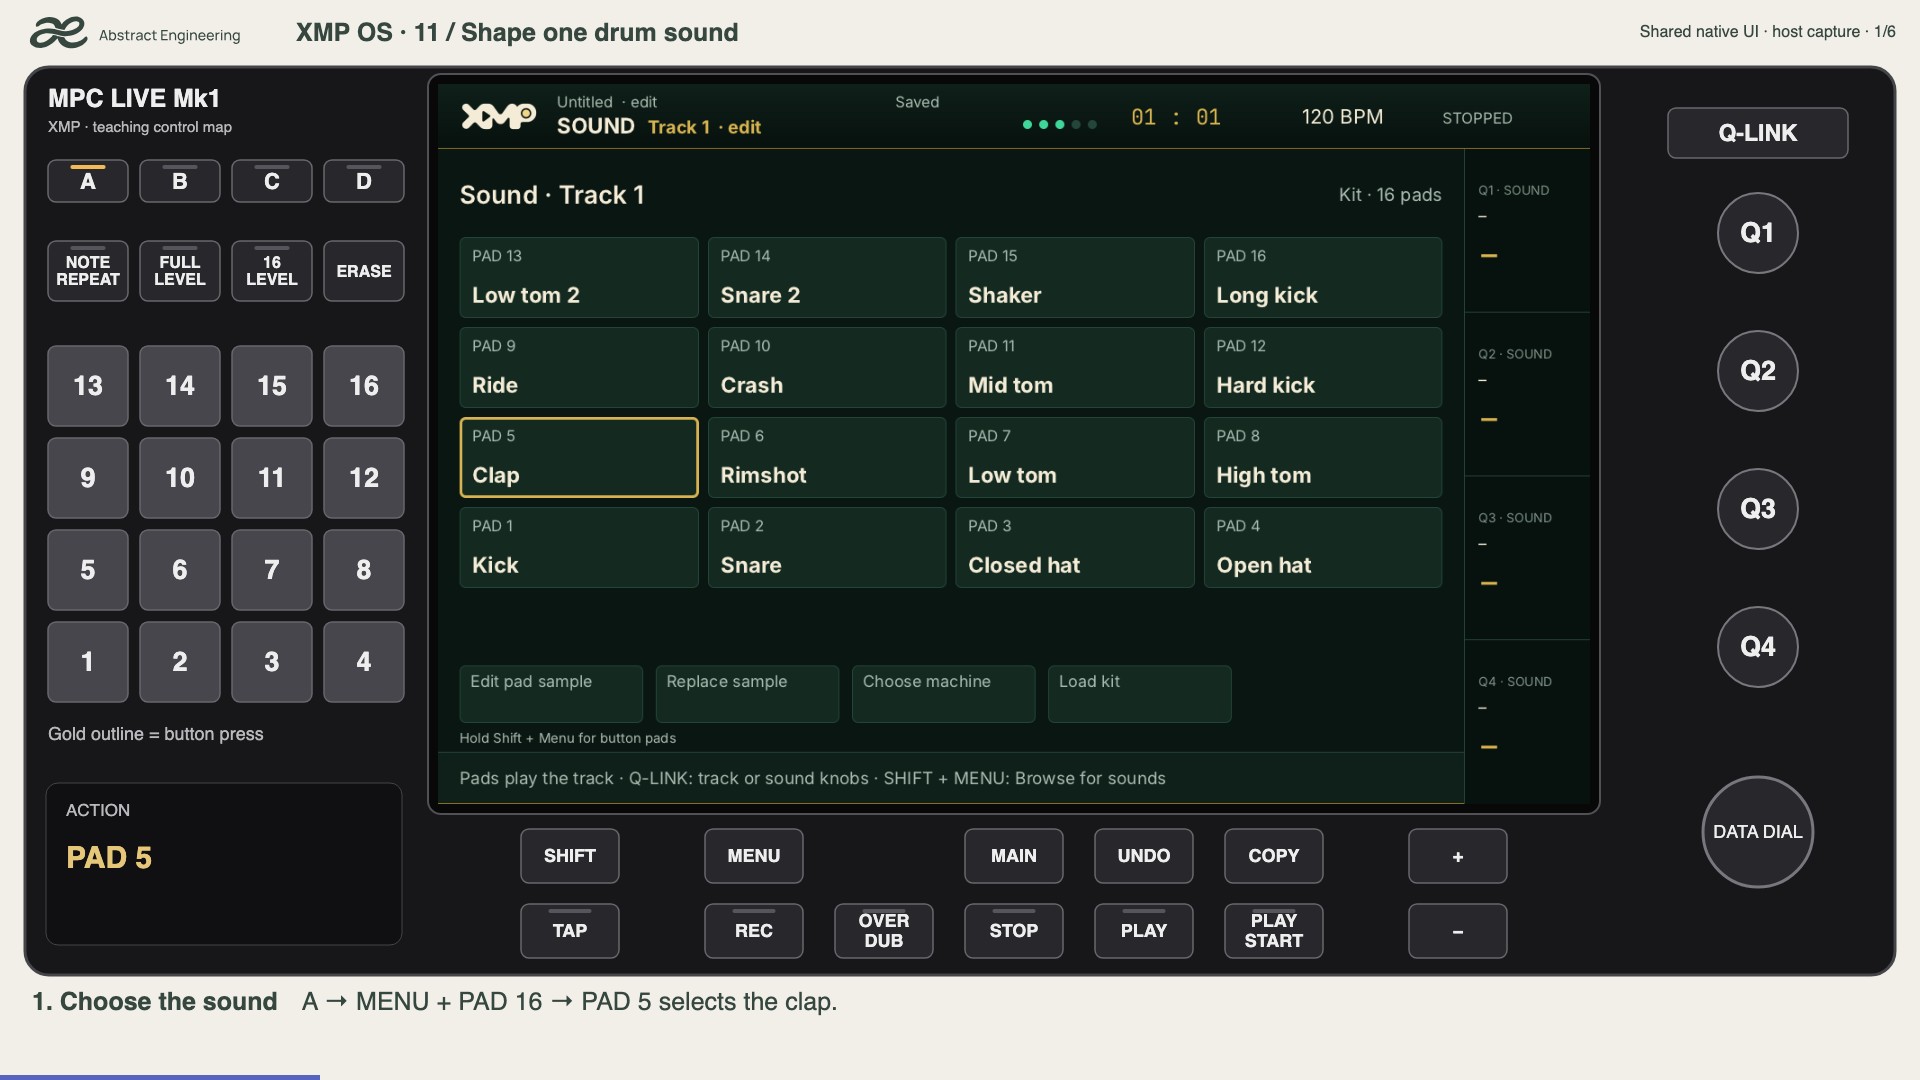 Abstract Engineering
XMP OS · 11 / Shape one drum sound
Shared native UI · host capture · 1/6
MPC LIVE Mk1
XMP · teaching control map
A
B
C
D
NOTE REPEAT
FULL LEVEL
16 LEVEL
ERASE
13
14
15
16
9
10
11
12
5
6
7
8
1
2
3
4
Gold outline = button press
ACTION
PAD 5
XMP
Untitled · edit
Saved
SOUND Track 1 · edit
01 : 01
120 BPM
STOPPED
Sound · Track 1
Kit · 16 pads
PAD 13
Low tom 2
PAD 14
Snare 2
PAD 15
Shaker
PAD 16
Long kick
PAD 9
Ride
PAD 10
Crash
PAD 11
Mid tom
PAD 12
Hard kick
PAD 5
Clap
PAD 6
Rimshot
PAD 7
Low tom
PAD 8
High tom
PAD 1
Kick
PAD 2
Snare
PAD 3
Closed hat
PAD 4
Open hat
Edit pad sample
Replace sample
Choose machine
Load kit
Hold Shift + Menu for button pads
Pads play the track · Q-LINK: track or sound knobs · SHIFT + MENU: Browse for sounds
Q1 · SOUND
–
Q2 · SOUND
–
Q3 · SOUND
–
Q4 · SOUND
–
Q-LINK
Q1
Q2
Q3
Q4
DATA DIAL
SHIFT
MENU
MAIN
UNDO
COPY
+
TAP
REC
OVER DUB
STOP
PLAY
PLAY START
–
1. Choose the sound A → MENU + PAD 16 → PAD 5 selects the clap.